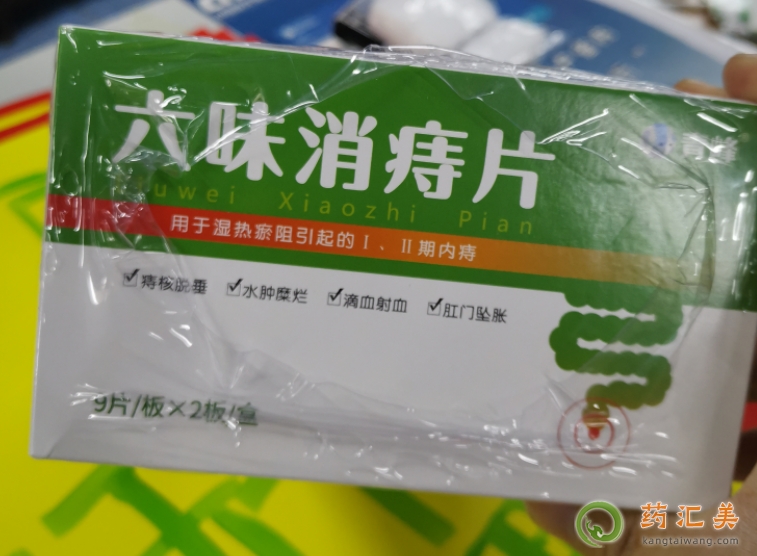 六味消痔片
Liuwei Xiaozhi Pian
用于湿热瘀阻引起的Ⅰ、Ⅱ期内痔
痔核脱垂 水肿糜烂 滴血射血 肛门坠胀
9片/板×2板/盒
药汇美
kangtaiwang.com